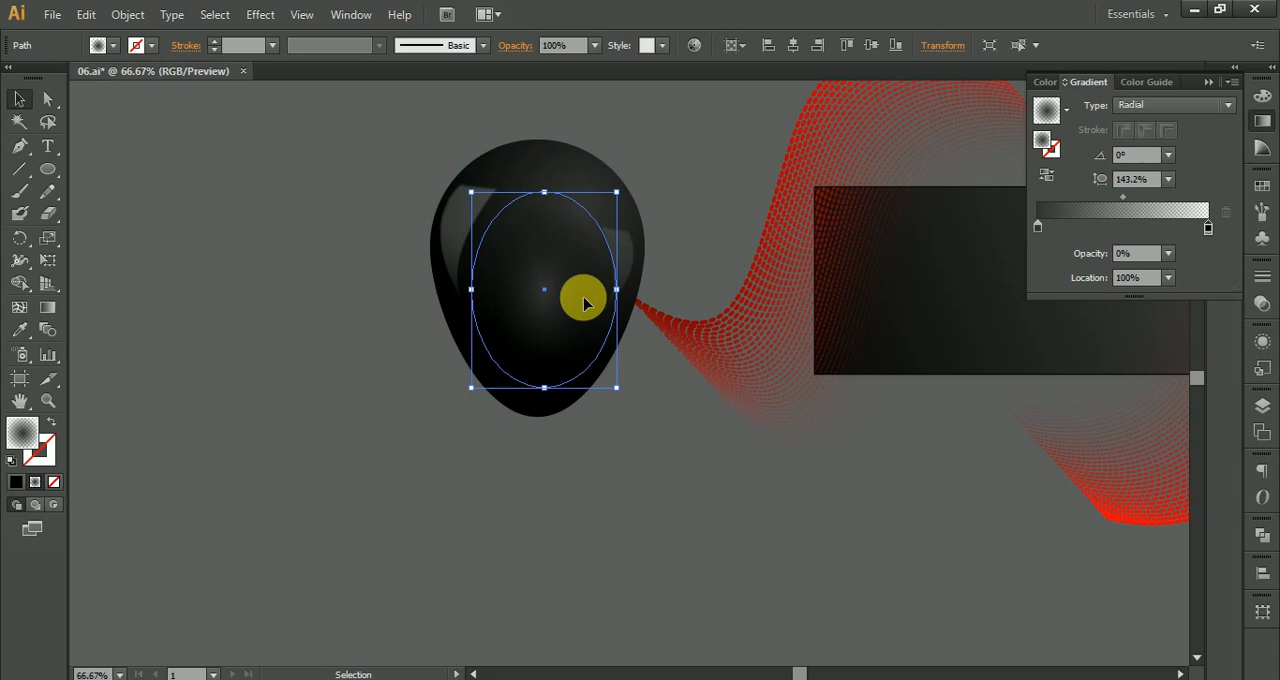 Ai File Edit Object Type Select Effect View Window Help Br Essentials
Path Stroke: Basic Opacity: 100% Style: Transform
06.ai* @ 66.67% (RGB/Preview)
Color Gradient Color Guide
Type: Radial
Stroke:
0°
143.2%
Opacity: 0%
Location: 100%
66.67% 1 Selection